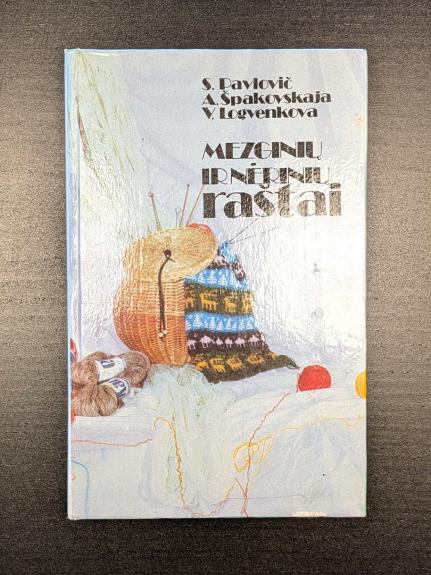 S. Pavlovič
A. Špakovskaja
V. Logvenkova
MEZGINIŲ
IR NĖRINIŲ
raštai